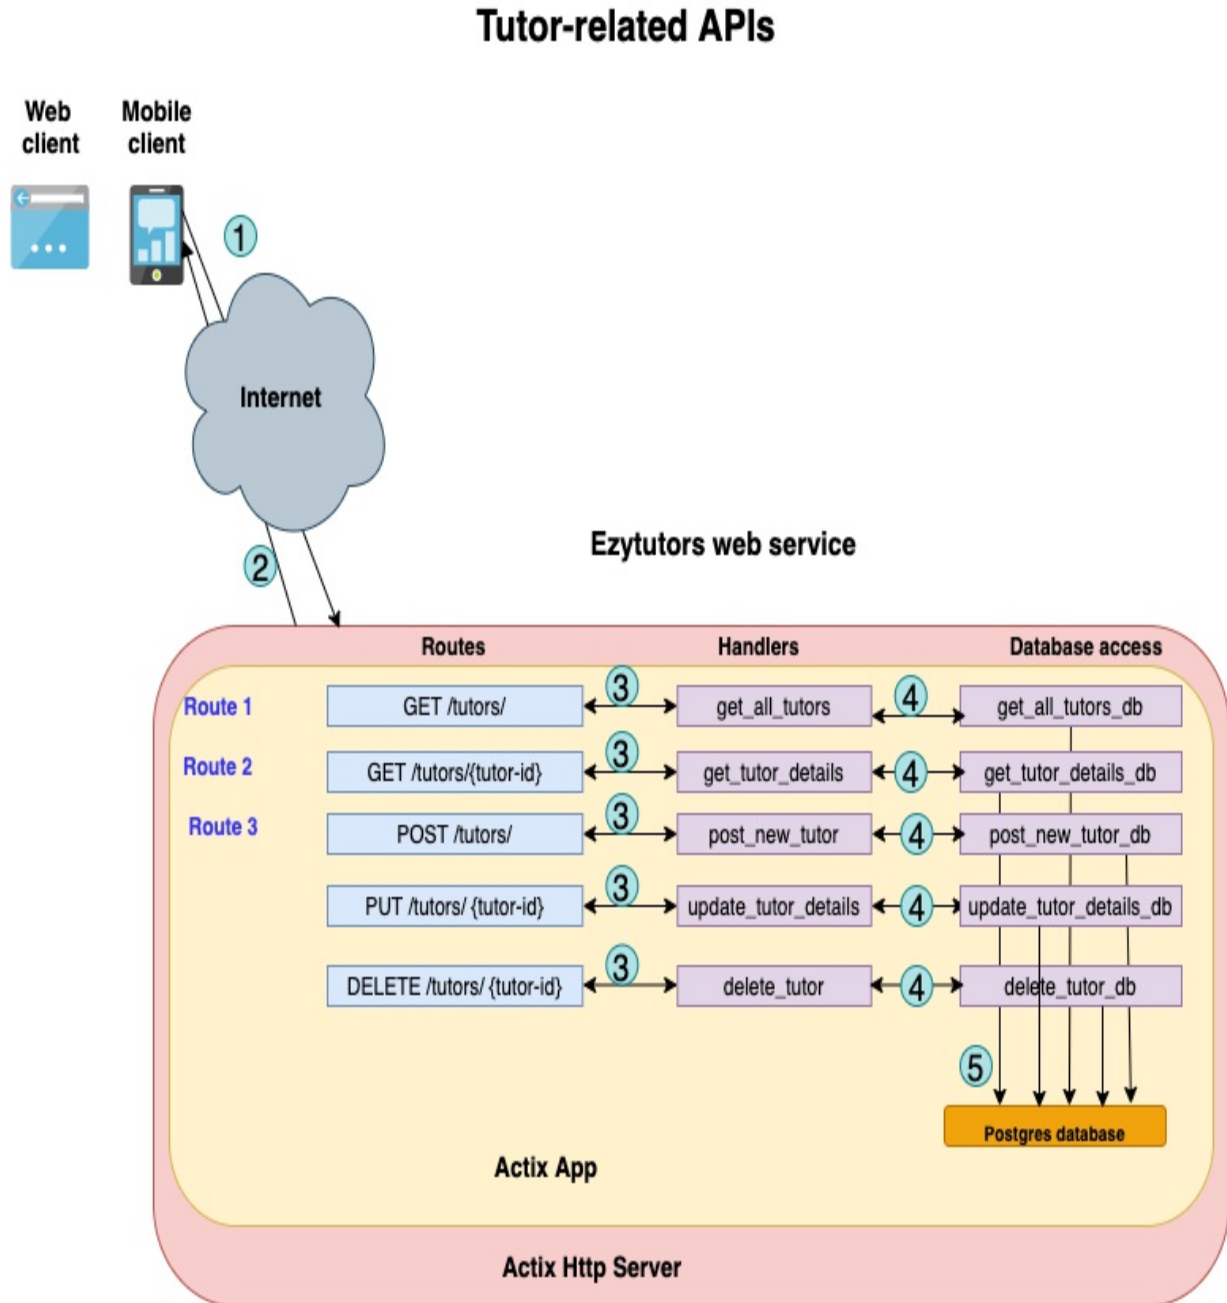 Tutor-related APIs
Web
client
Mobile
client
1
Internet
2
Ezytutors web service
Routes
Handlers
Database access
Route 1
GET /tutors/
3
get_all_tutors
4
get_all_tutors_db
Route 2
GET /tutors/{tutor-id}
3
get_tutor_details
4
get_tutor_details_db
Route 3
POST /tutors/
3
post_new_tutor
4
post_new_tutor_db
PUT /tutors/ {tutor-id}
3
update_tutor_details
4
update_tutor_details_db
DELETE /tutors/ {tutor-id}
3
delete_tutor
4
delete_tutor_db
5
Postgres database
Actix App
Actix Http Server